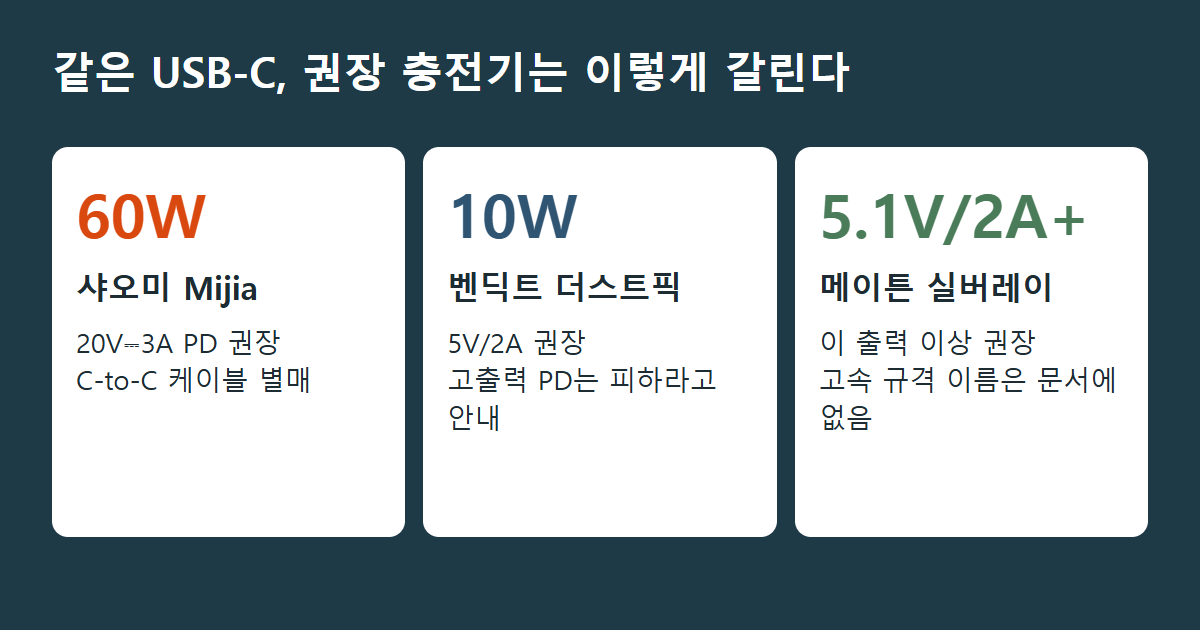 같은 USB-C, 권장 충전기는 이렇게 갈린다
60W
샤오미 Mijia
20V⎓3A PD 권장
C-to-C 케이블 별매
10W
벤딕트 더스트픽
5V/2A 권장
고출력 PD는 피하라고
안내
5.1V/2A+
메이튼 실버레이
이 출력 이상 권장
고속 규격 이름은 문서에
없음